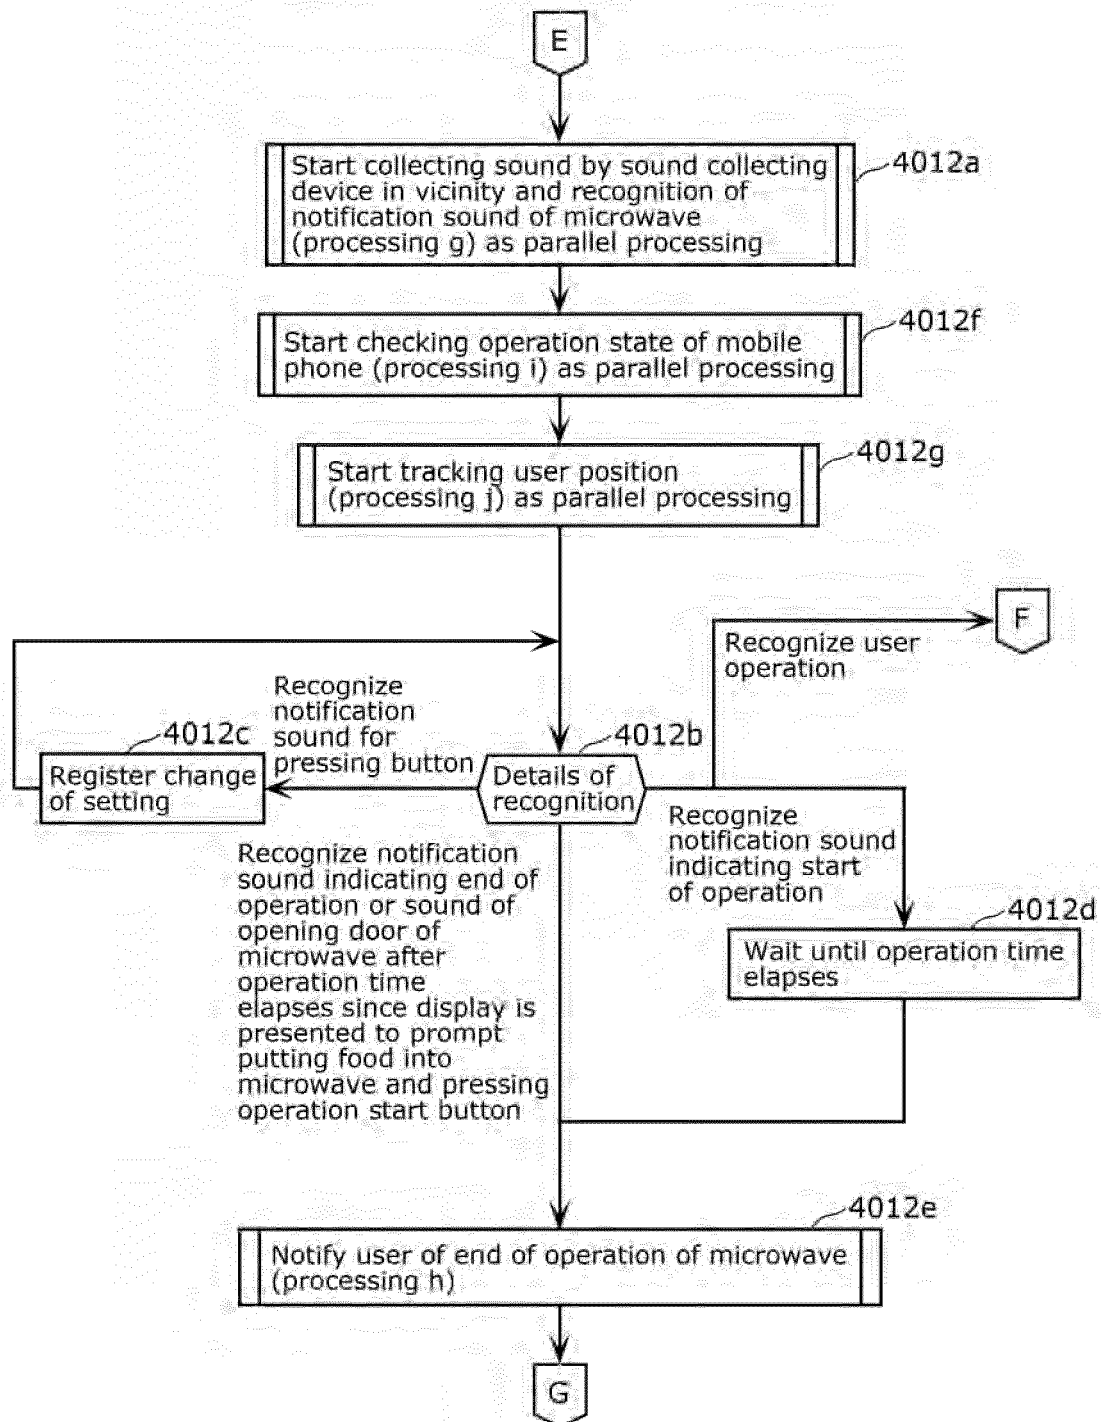 E
4012a
Start collecting sound by sound collecting
device in vicinity and recognition of
notification sound of microwave
(processing g) as parallel processing
4012f
Start checking operation state of mobile
phone (processing i) as parallel processing
4012g
Start tracking user position
(processing j) as parallel processing
F
Recognize user
operation
Recognize
notification
sound for
pressing button
4012c
Register change
of setting
4012b
Details of
recognition
Recognize
notification sound
indicating start
of operation
4012d
Wait until operation time
elapses
Recognize notification
sound indicating end of
operation or sound of
opening door of
microwave after
operation time
elapses since display is
presented to prompt
putting food into
microwave and pressing
operation start button
4012e
Notify user of end of operation of microwave
(processing h)
G